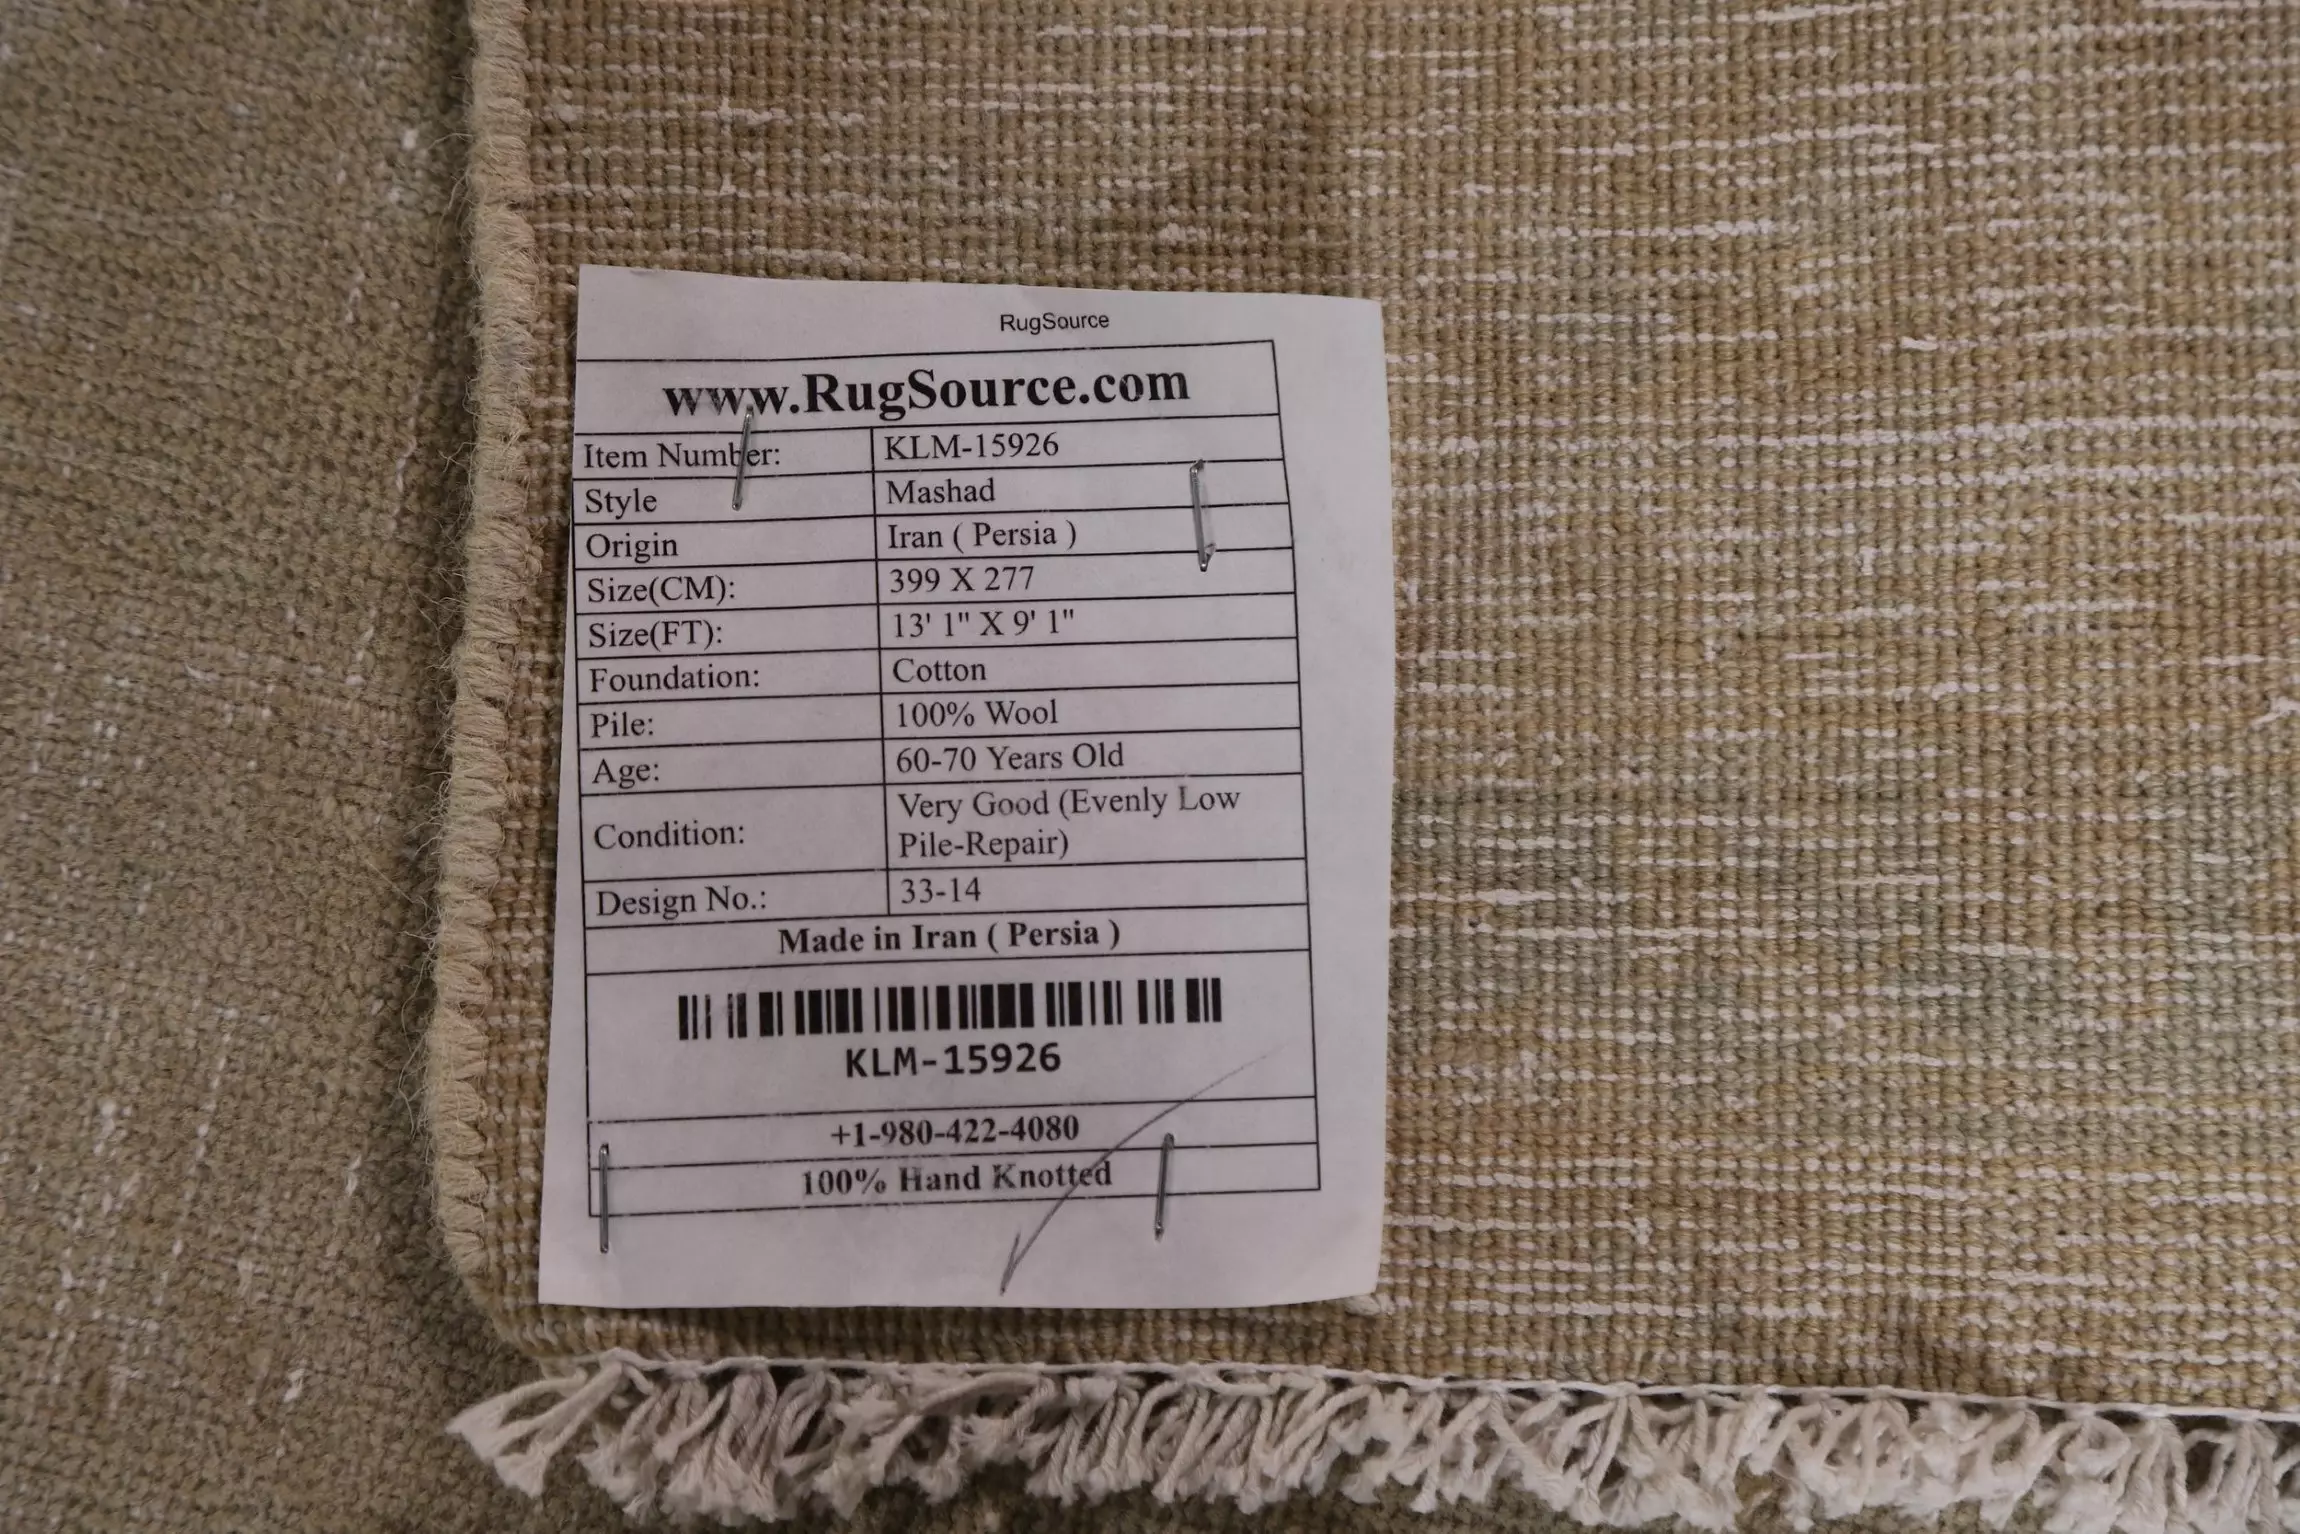 RugSource
www.RugSource.com
Item Number: KLM-15926
Style Mashad
Origin Iran ( Persia )
Size(CM): 399 X 277
Size(FT): 13' 1" X 9' 1"
Foundation: Cotton
Pile: 100% Wool
Age: 60-70 Years Old
Condition: Very Good (Evenly Low
Pile-Repair)
Design No.: 33-14
Made in Iran ( Persia )
KLM-15926
+1-980-422-4080
100% Hand Knotted